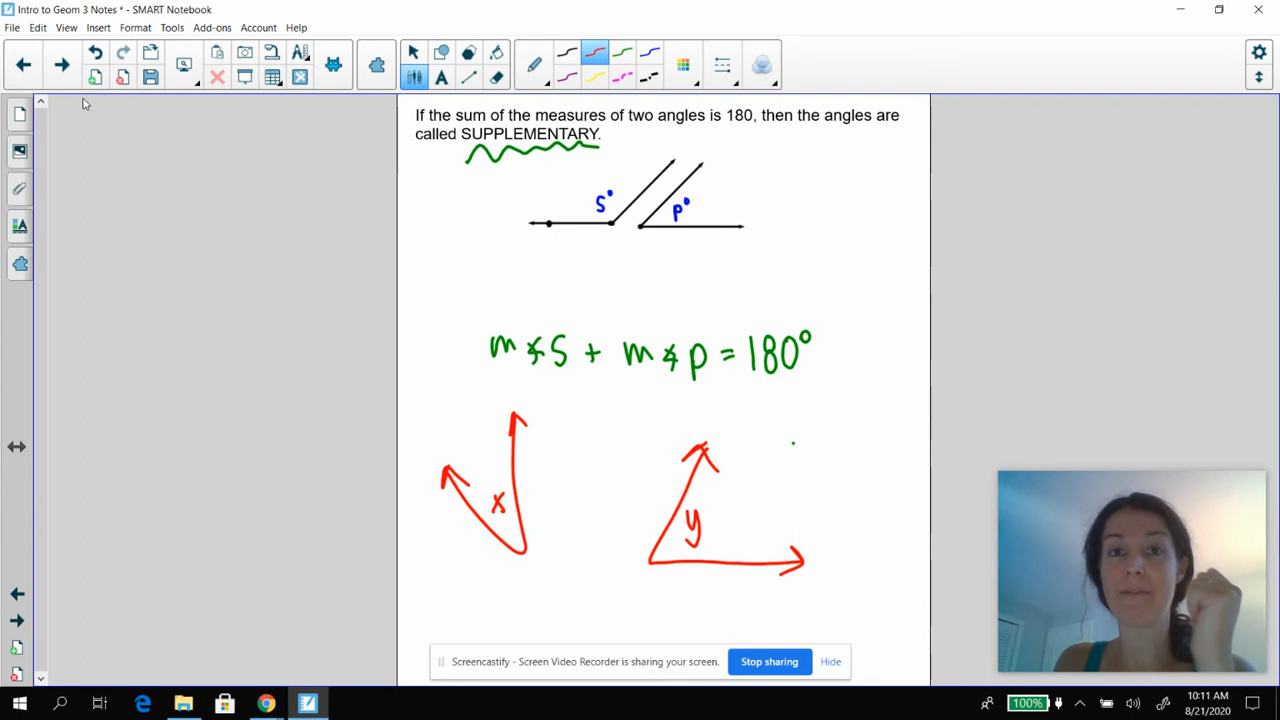 Intro to Geom 3 Notes * - SMART Notebook
File Edit View Insert Format Tools Add-ons Account Help
If the sum of the measures of two angles is 180, then the angles are
called SUPPLEMENTARY.
S° p°
m∡S + m∡p = 180°
x
y
Screencastify - Screen Video Recorder is sharing your screen. Stop sharing Hide
100% 10:11 AM
8/21/2020